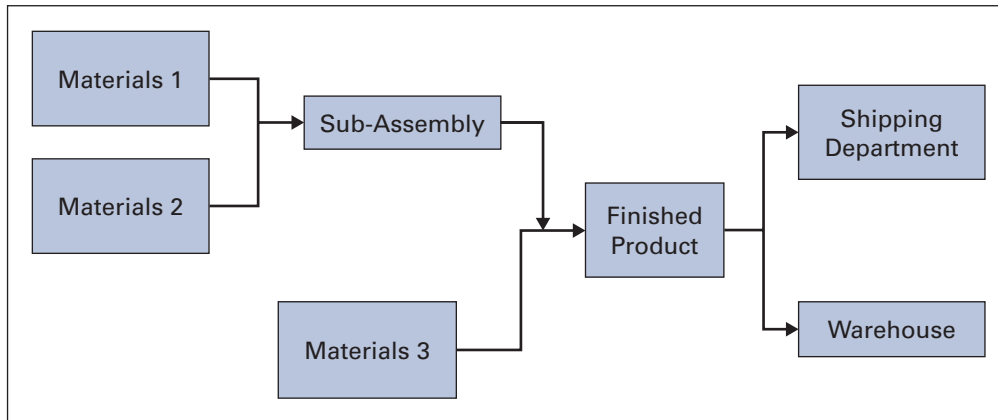 Materials 1
Materials 2
Sub-Assembly
Materials 3
Finished
Product
Shipping
Department
Warehouse